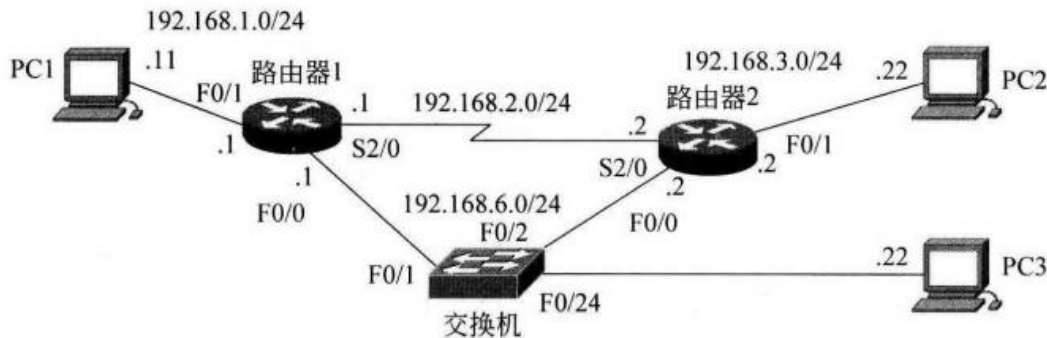 192.168.1.0/24
PC1
.11
路由器1
F0/1
.1
.1
S2/0
.1
F0/0
192.168.2.0/24
192.168.3.0/24
路由器2
.2
S2/0
.2
F0/0
.2
F0/1
.22
PC2
192.168.6.0/24
F0/2
F0/1
F0/24
交换机
.22
PC3